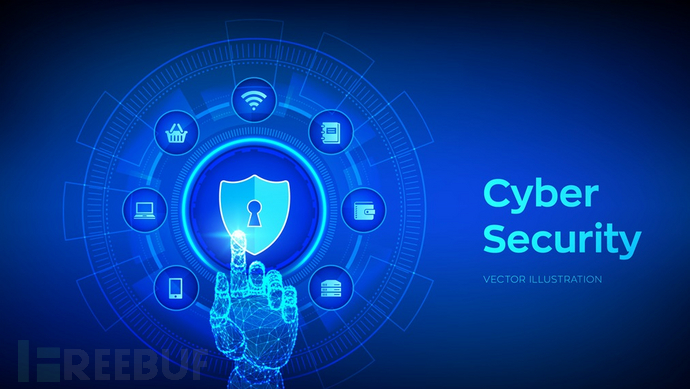 Cyber
Security
VECTOR ILLUSTRATION
FREEBUF